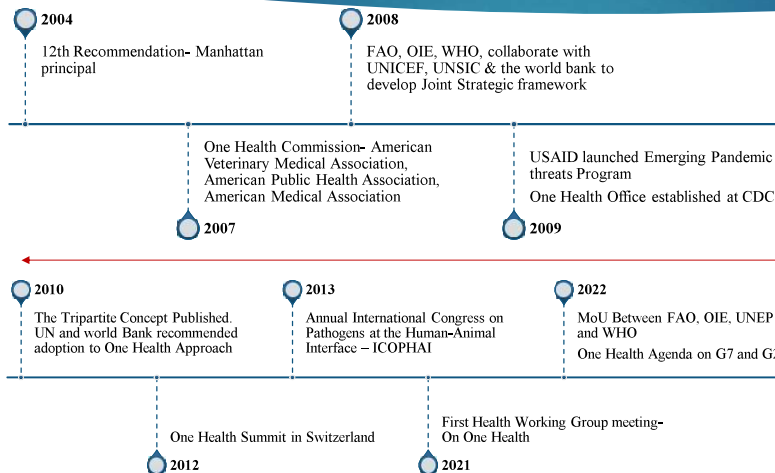 2004
12th Recommendation- Manhattan
principal
2008
FAO, OIE, WHO, collaborate with
UNICEF, UNSIC & the world bank to
develop Joint Strategic framework
One Health Commission- American
Veterinary Medical Association,
American Public Health Association,
American Medical Association
2007
USAID launched Emerging Pandemic
threats Program
One Health Office established at CDC
2009
2010
The Tripartite Concept Published.
UN and world Bank recommended
adoption to One Health Approach
2013
Annual International Congress on
Pathogens at the Human-Animal
Interface – ICOPHAI
2022
MoU Between FAO, OIE, UNEP
and WHO
One Health Agenda on G7 and
One Health Summit in Switzerland
2012
First Health Working Group meeting-
On One Health
2021